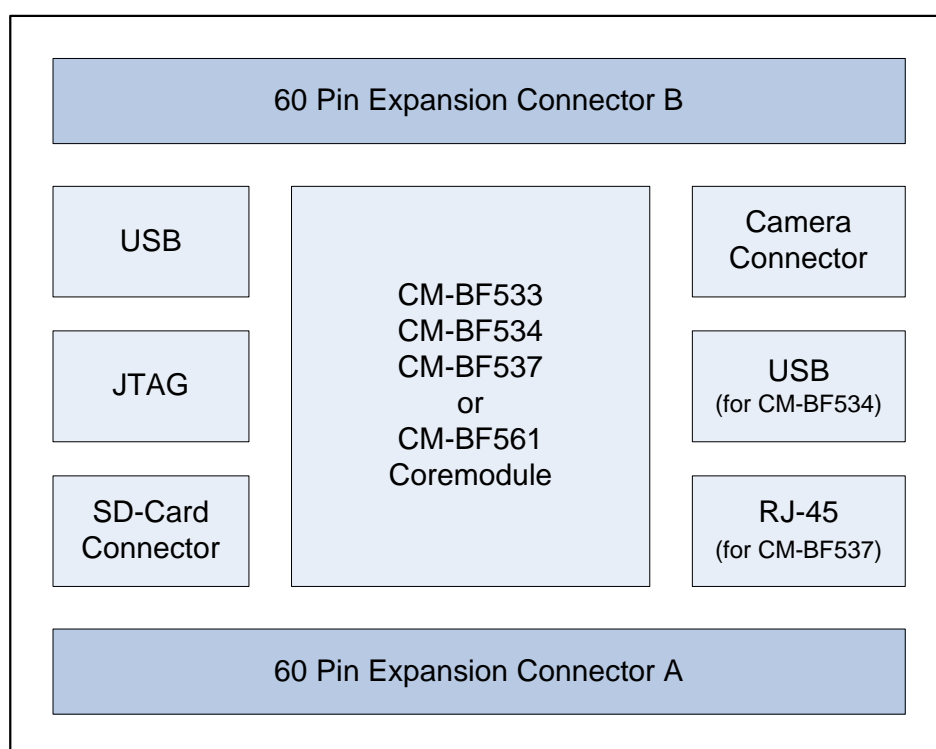 60 Pin Expansion Connector B
USB
JTAG
SD-Card
Connector
CM-BF533
CM-BF534
CM-BF537
or
CM-BF561
Coremodule
Camera
Connector
USB
(for CM-BF534)
RJ-45
(for CM-BF537)
60 Pin Expansion Connector A